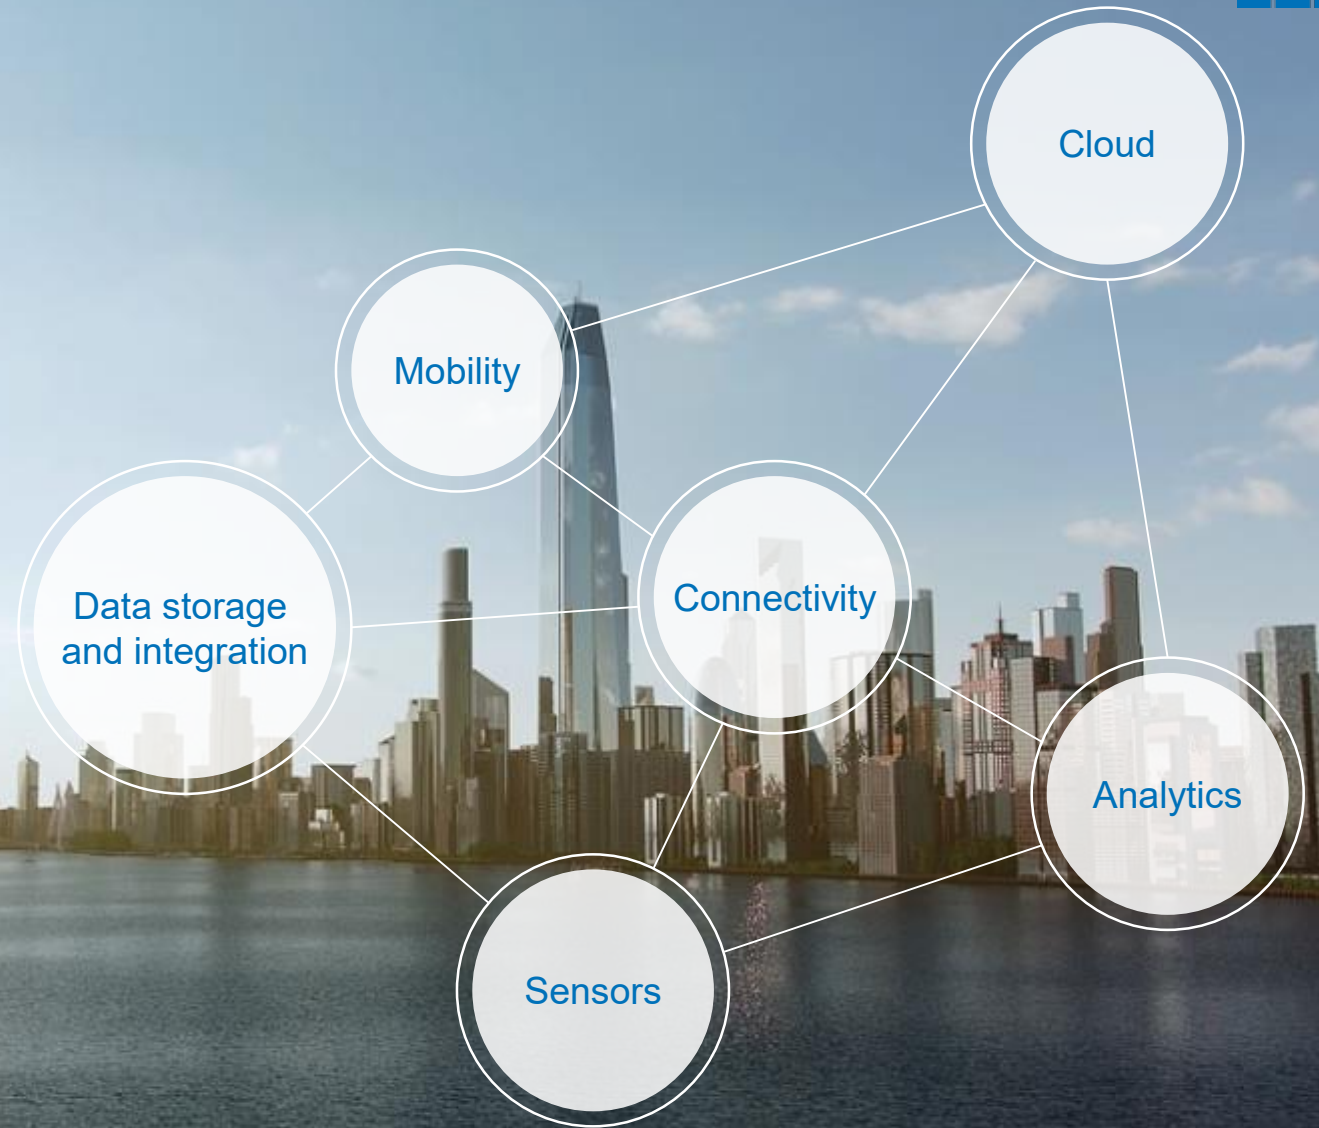 Cloud
Mobility
Connectivity
Data storage
and integration
Analytics
Sensors